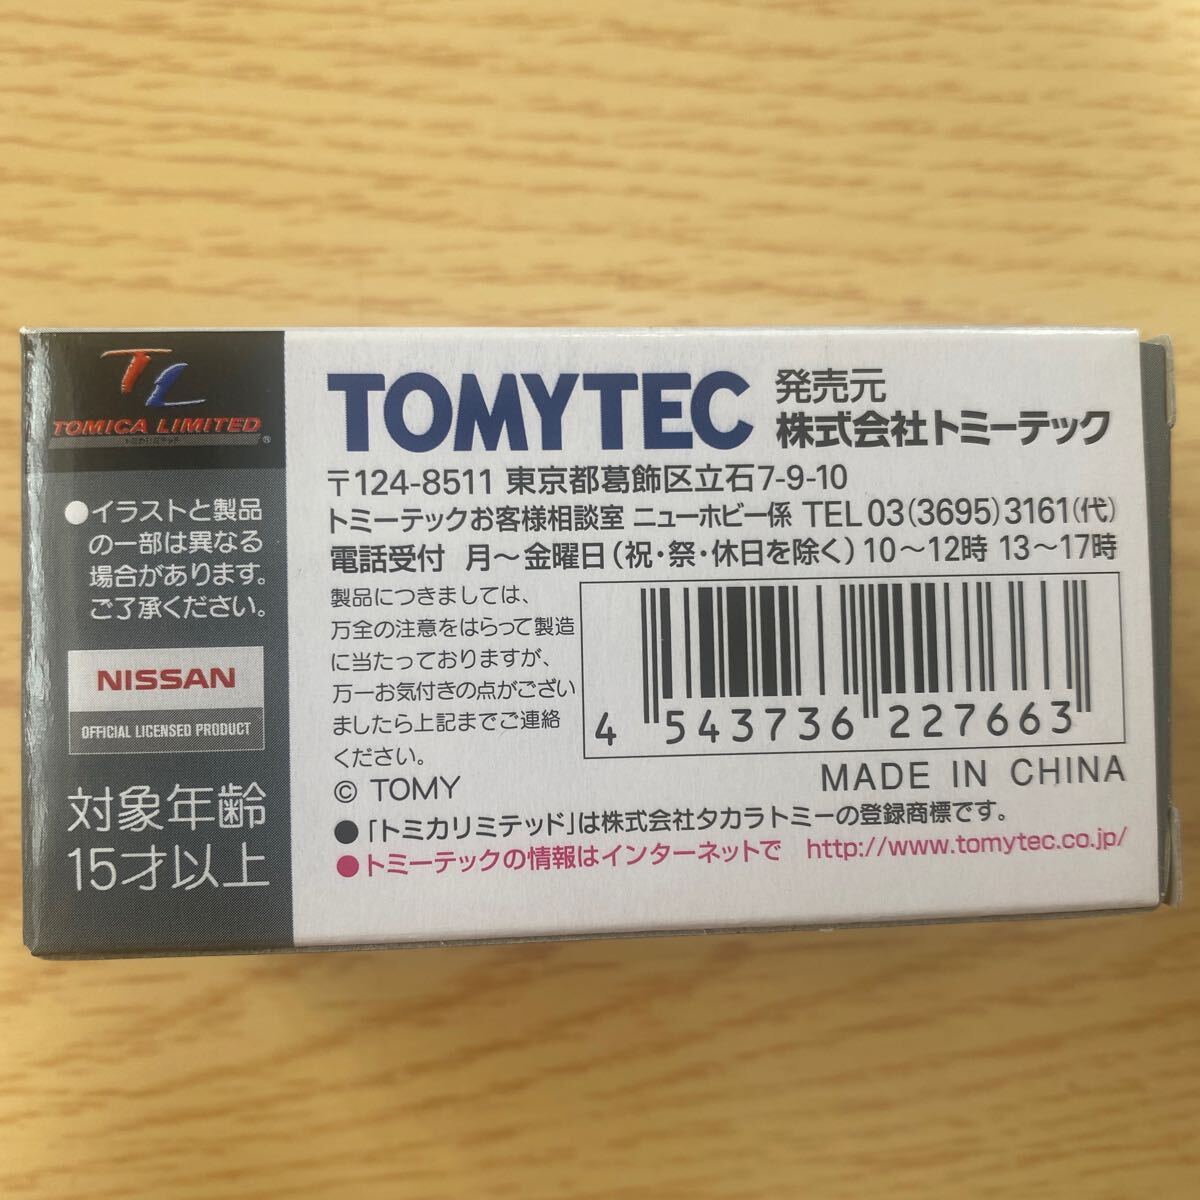 TL
TOMICA LIMITED
トミカリミテッド ®
●イラストと製品
の一部は異なる
場合があります。
ご了承ください。
NISSAN
OFFICIAL LICENSED PRODUCT
対象年齢
15才以上
TOMYTEC
発売元
株式会社トミーテック
〒124-8511 東京都葛飾区立石7-9-10
トミーテックお客様相談室 ニューホビー係 TEL 03(3695)3161(代)
電話受付 月〜金曜日(祝・祭・休日を除く)10〜12時 13〜17時
製品につきましては、
万全の注意をはらって製造
に当たっておりますが、
万一お気付きの点がござい
ましたら上記までご連絡
ください。
© TOMY
4 543736 227663
MADE IN CHINA
●「トミカリミテッド」は株式会社タカラトミーの登録商標です。
●トミーテックの情報はインターネットで http://www.tomytec.co.jp/